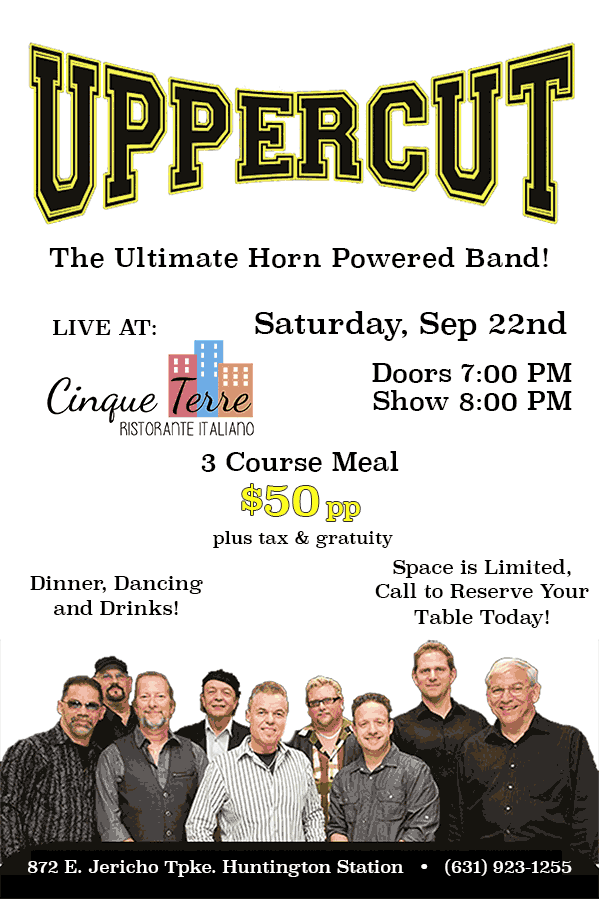 UPPERCUT
The Ultimate Horn Powered Band!
LIVE AT:
Cinque Terre
RISTORANTE ITALIANO
Saturday, Sep 22nd
Doors 7:00 PM
Show 8:00 PM
3 Course Meal
$50 pp
plus tax & gratuity
Dinner, Dancing
and Drinks!
Space is Limited,
Call to Reserve Your
Table Today!
872 E. Jericho Tpke. Huntington Station • (631) 923-1255